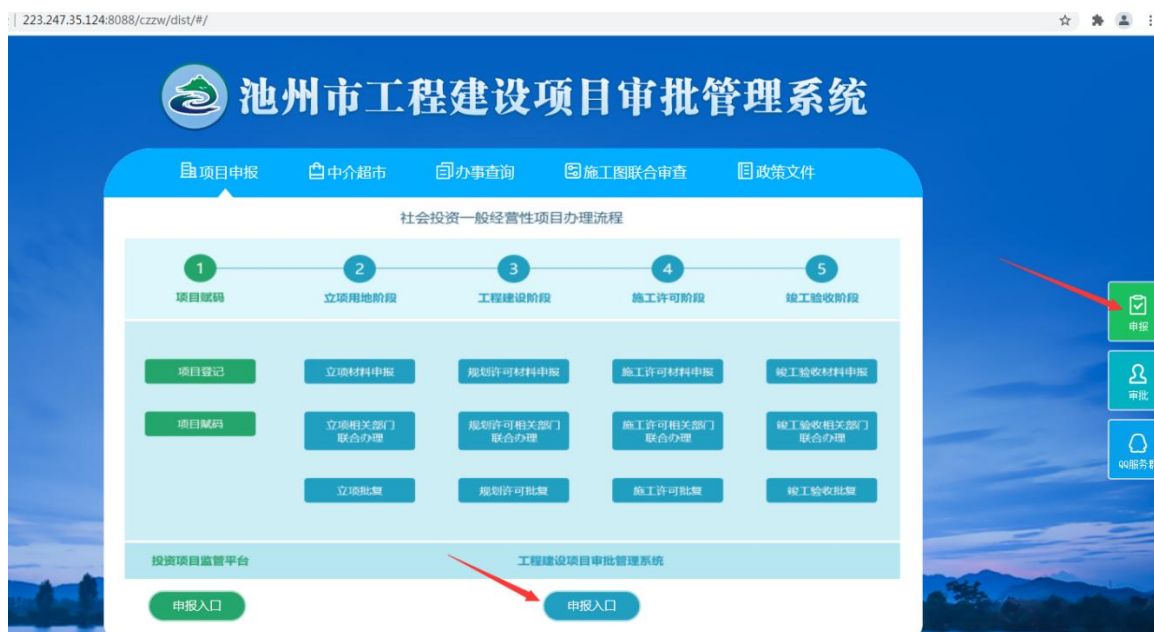 223.247.35.124:8088/czzw/dist/#/
池州市工程建设项目审批管理系统
项目申报 中介超市 办事查询 施工图联合审查 政策文件
社会投资一般经营性项目办理流程
1 2 3 4 5
项目赋码 立项用地阶段 工程建设阶段 施工许可阶段 竣工验收阶段
申报
项目登记 立项材料申报 规划许可材料申报 施工许可材料申报 竣工验收材料申报
审批
项目赋码 立项相关部门联合办理 规划许可相关部门联合办理 施工许可相关部门联合办理 竣工验收相关部门联合办理
QQ服务群
立项批复 规划许可批复 施工许可批复 竣工验收批复
投资项目监管平台 工程建设项目审批管理系统
申报入口 申报入口